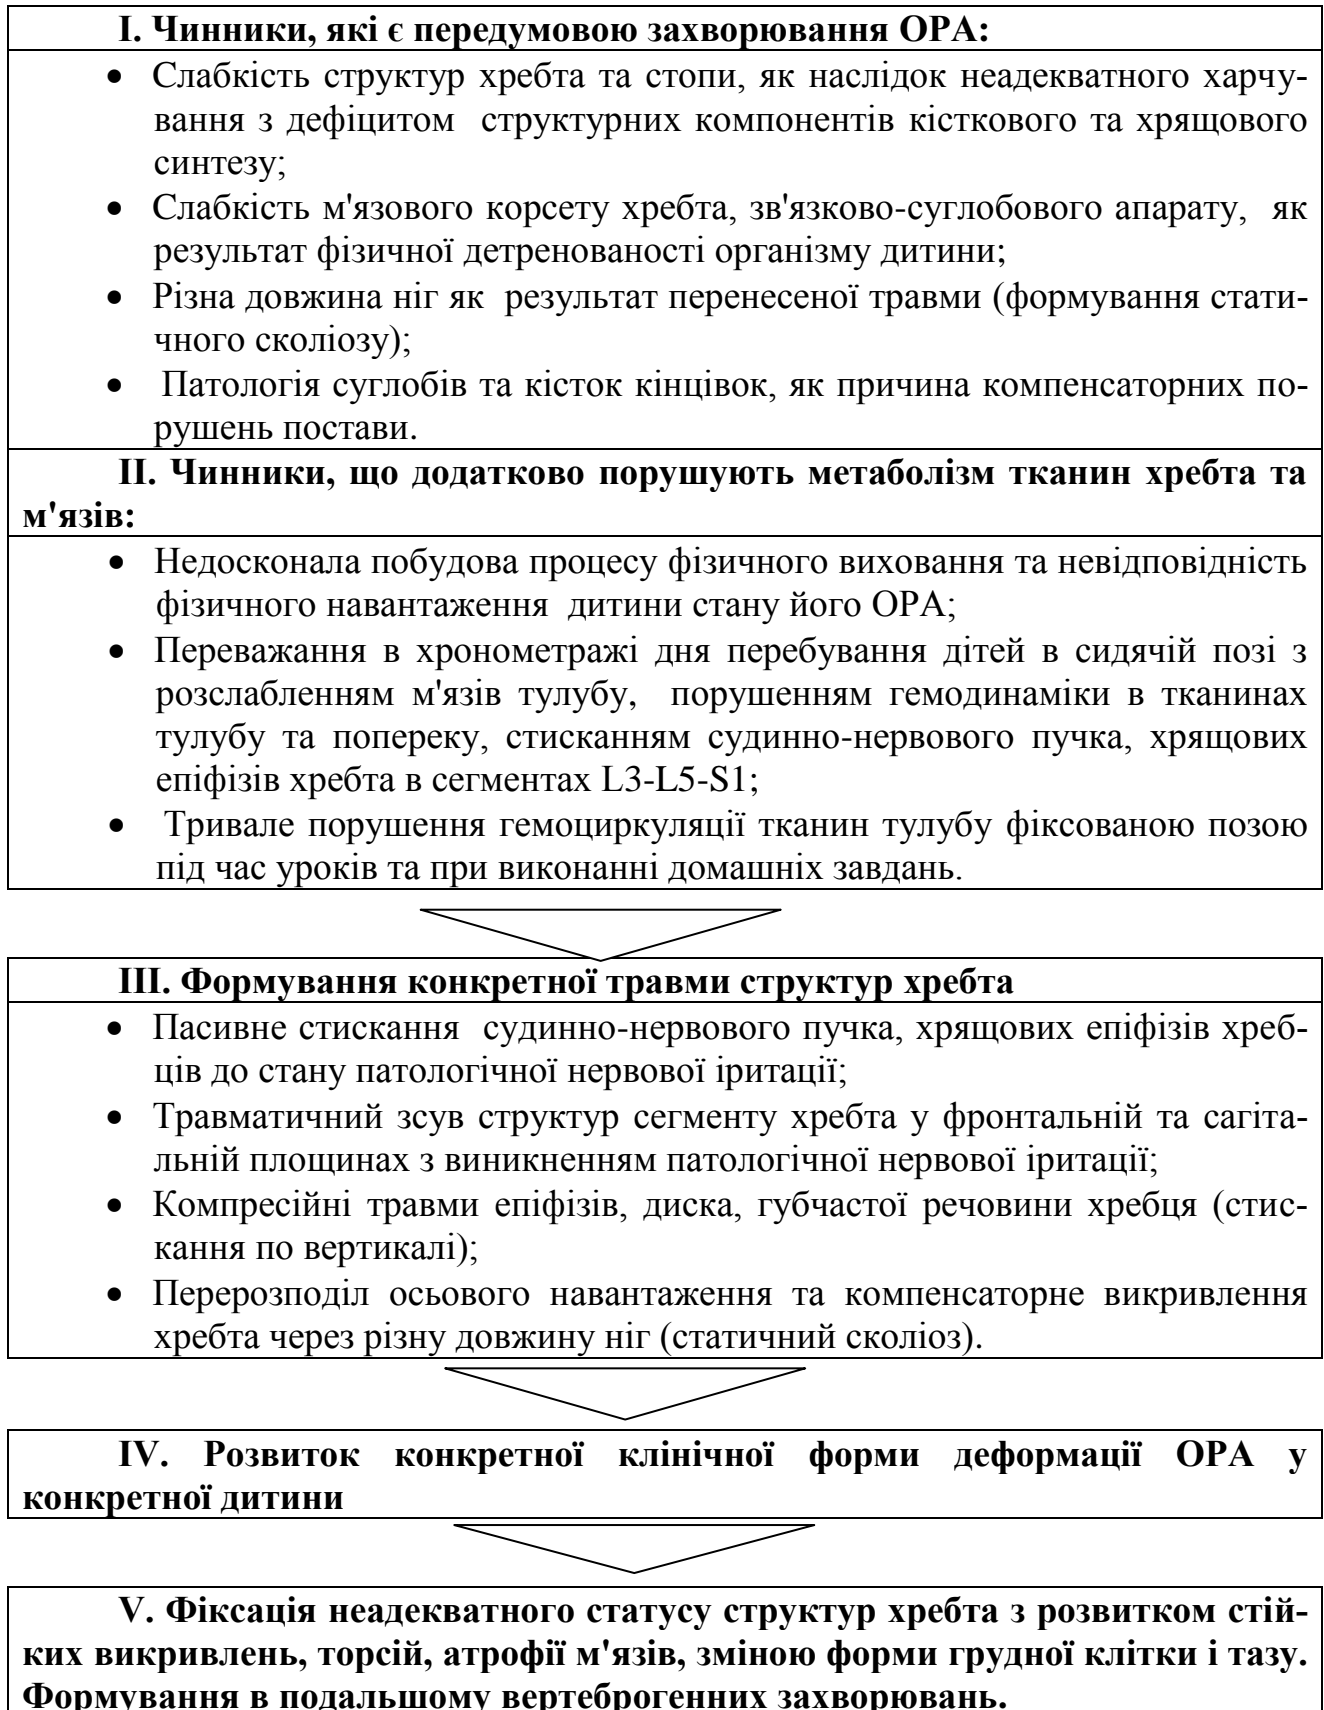 І. Чинники, які є передумовою захворювання ОРА:
• Слабкість структур хребта та стопи, як наслідок неадекватного харчу-
вання з дефіцитом структурних компонентів кісткового та хрящового
синтезу;
• Слабкість м'язового корсету хребта, зв'язково-суглобового апарату, як
результат фізичної детренованості організму дитини;
• Різна довжина ніг як результат перенесеної травми (формування стати-
чного сколіозу);
• Патологія суглобів та кісток кінцівок, як причина компенсаторних по-
рушень постави.
ІІ. Чинники, що додатково порушують метаболізм тканин хребта та
м'язів:
• Недосконала побудова процесу фізичного виховання та невідповідність
фізичного навантаження дитини стану його ОРА;
• Переважання в хронометражі дня перебування дітей в сидячій позі з
розслабленням м'язів тулубу, порушенням гемодинаміки в тканинах
тулубу та попереку, стисканням судинно-нервового пучка, хрящових
епіфізів хребта в сегментах L3-L5-S1;
• Тривале порушення гемоциркуляції тканин тулубу фіксованою позою
під час уроків та при виконанні домашніх завдань.
ІІІ. Формування конкретної травми структур хребта
• Пасивне стискання судинно-нервового пучка, хрящових епіфізів хреб-
ців до стану патологічної нервової іритації;
• Травматичний зсув структур сегменту хребта у фронтальній та сагіта-
льній площинах з виникненням патологічної нервової іритації;
• Компресійні травми епіфізів, диска, губчастої речовини хребця (стис-
кання по вертикалі);
• Перерозподіл осьового навантаження та компенсаторне викривлення
хребта через різну довжину ніг (статичний сколіоз).
IV. Розвиток конкретної клінічної форми деформації ОРА у
конкретної дитини
V. Фіксація неадекватного статусу структур хребта з розвитком стій-
ких викривлень, торсій, атрофії м'язів, зміною форми грудної клітки і тазу.
Формування в подальшому вертеброгенних захворювань.